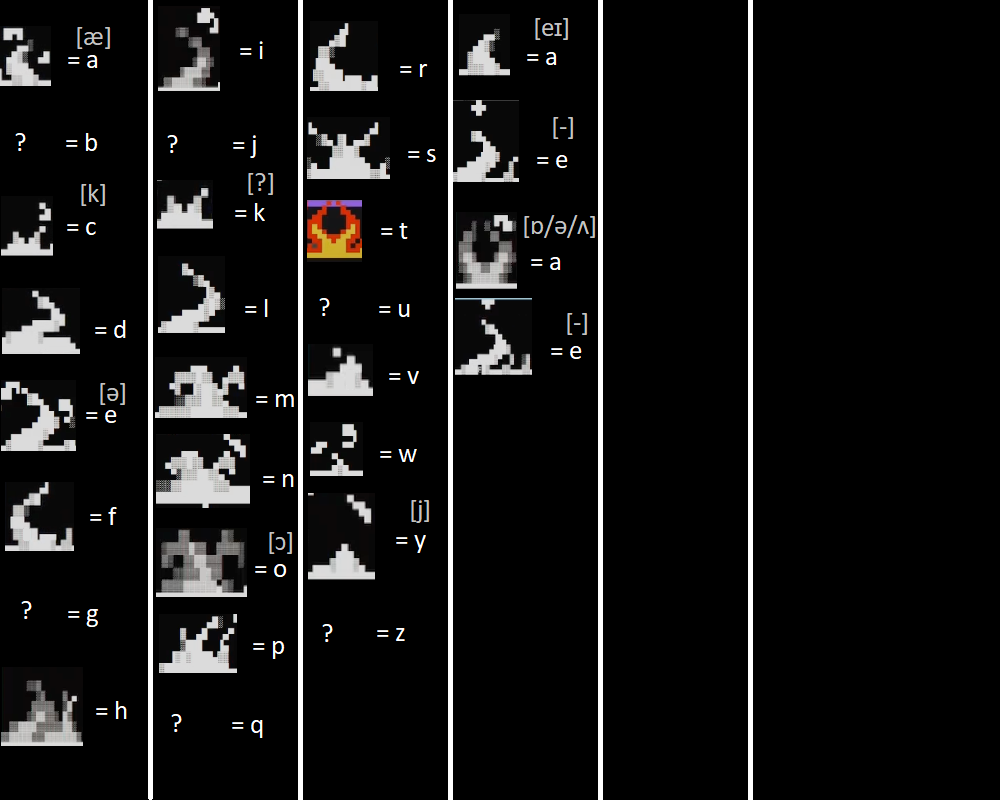 [æ]
= a
? = b
[k]
= c
= d
[ə]
= e
= f
? = g
= h
= i
? = j
[?]
= k
= l
= m
= n
[ɔ]
= o
= p
? = q
= r
= s
= t
? = u
= v
= w
[j]
= y
? = z
[eɪ]
= a
[-]
= e
[ɒ/ə/ʌ]
= a
[-]
= e